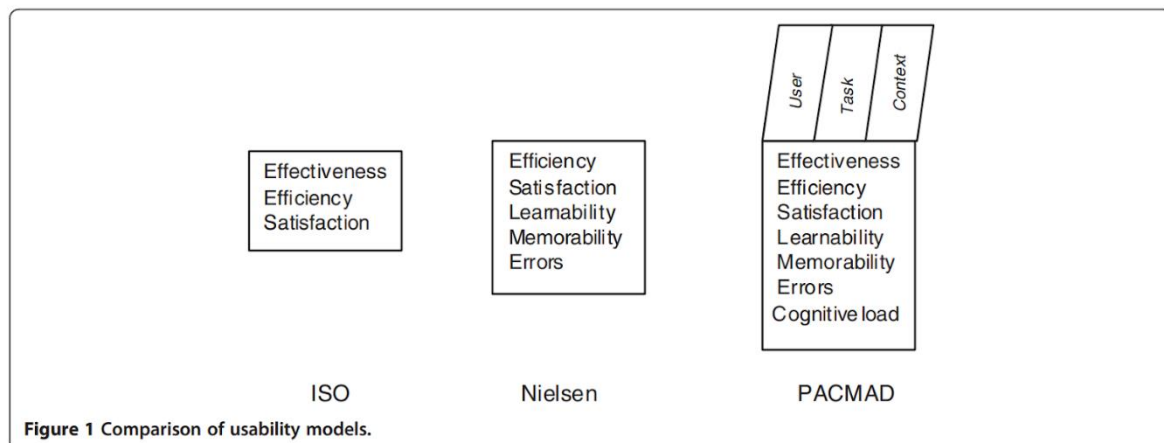 User
Task
Context
Effectiveness
Efficiency
Satisfaction
Efficiency
Satisfaction
Learnability
Memorability
Errors
Effectiveness
Efficiency
Satisfaction
Learnability
Memorability
Errors
Cognitive load
ISO
Nielsen
PACMAD
Figure 1 Comparison of usability models.